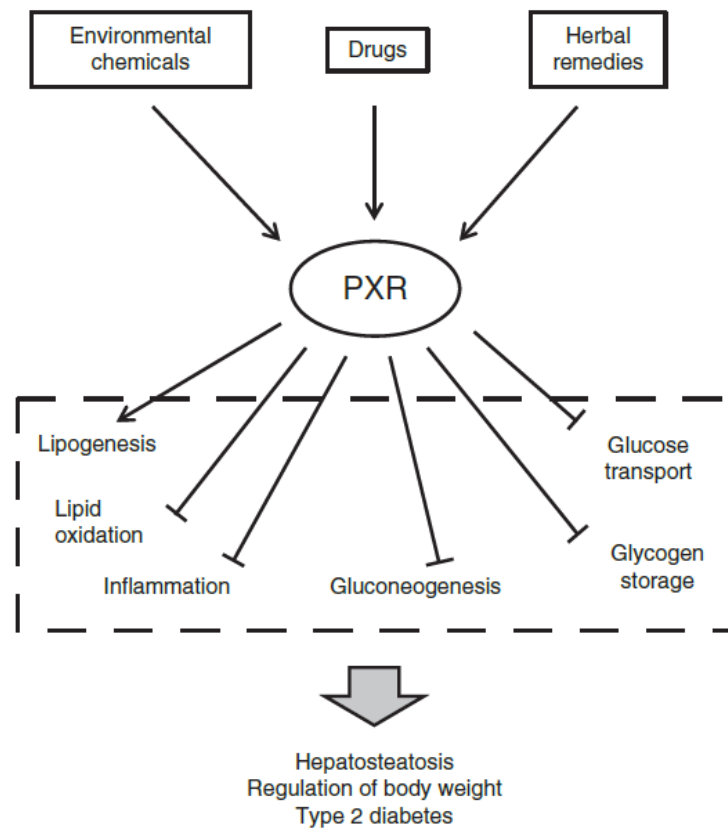 Environmental
chemicals
Drugs
Herbal
remedies
PXR
Lipogenesis
Glucose
transport
Lipid
oxidation
Glycogen
storage
Inflammation
Gluconeogenesis
Hepatosteatosis
Regulation of body weight
Type 2 diabetes